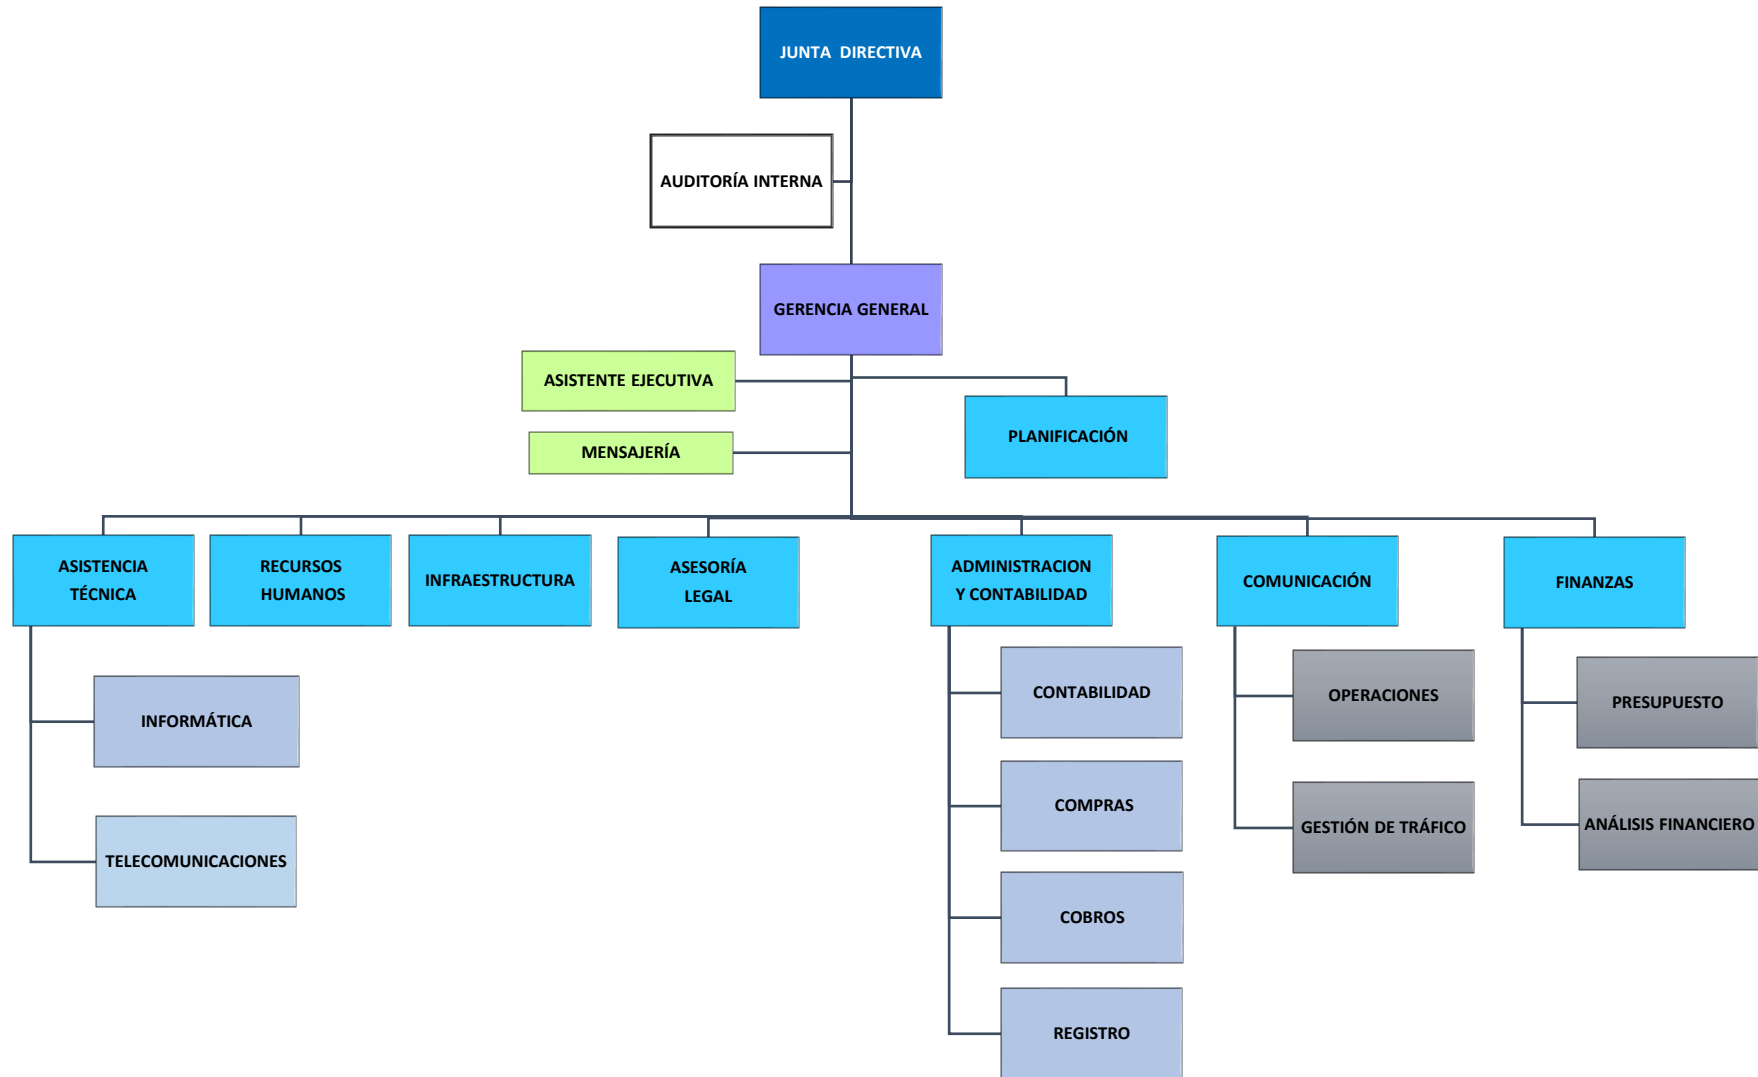 JUNTA DIRECTIVA
AUDITORÍA INTERNA
GERENCIA GENERAL
ASISTENTE EJECUTIVA
MENSAJERÍA
PLANIFICACIÓN
ASISTENCIA
TÉCNICA
RECURSOS
HUMANOS
INFRAESTRUCTURA
ASESORÍA
LEGAL
ADMINISTRACION
Y CONTABILIDAD
COMUNICACIÓN
FINANZAS
INFORMÁTICA
TELECOMUNICACIONES
CONTABILIDAD
COMPRAS
COBROS
REGISTRO
OPERACIONES
GESTIÓN DE TRÁFICO
PRESUPUESTO
ANÁLISIS FINANCIERO